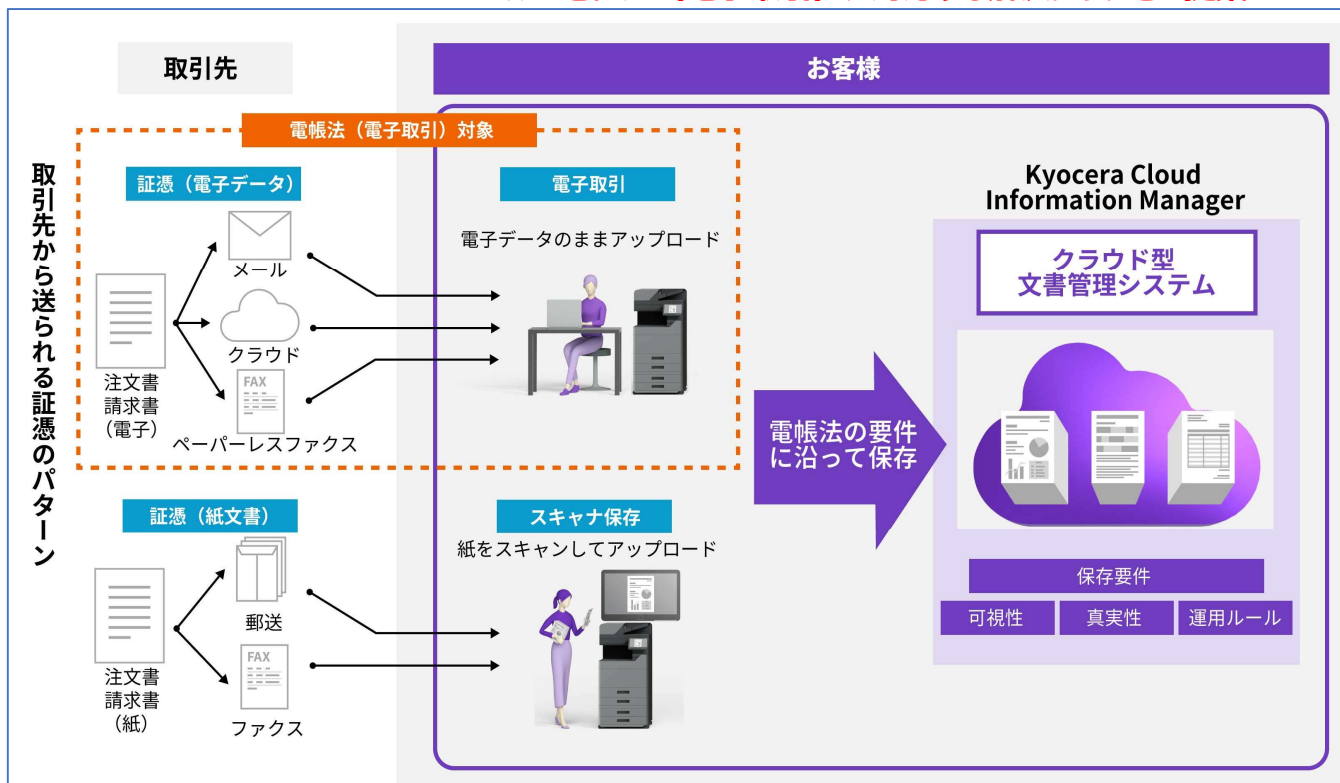 取引先
お客様
電帳法（電子取引）対象
取引先から送られる証憑のパターン
証憑（電子データ）
メール
クラウド
FAX
ペーパーレスファクス
注文書
請求書
（電子）
電子取引
電子データのままアップロード
証憑（紙文書）
郵送
FAX
ファクス
注文書
請求書
（紙）
スキャナ保存
紙をスキャンしてアップロード
電帳法の要件
に沿って保存
Kyocera Cloud
Information Manager
クラウド型
文書管理システム
保存要件
可視性
真実性
運用ルール